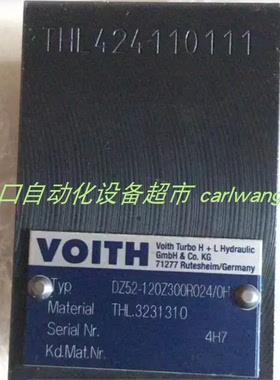 THL424110111
口自动化设备超市 carlwang
VOITH
Voith Turbo H + L Hydraulic
GmbH & Co. KG
71277 Rutesheim/Germany
Typ DZ52-120Z300R024/0H
Material THL.3231310
Serial Nr. 4H7
Kd.Mat.Nr.